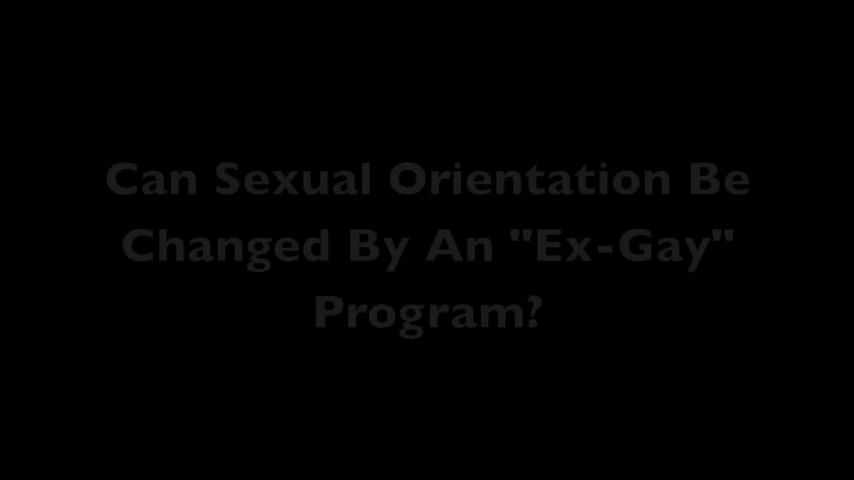 Can Sexual Orientation Be
Changed By An "Ex-Gay"
Program?